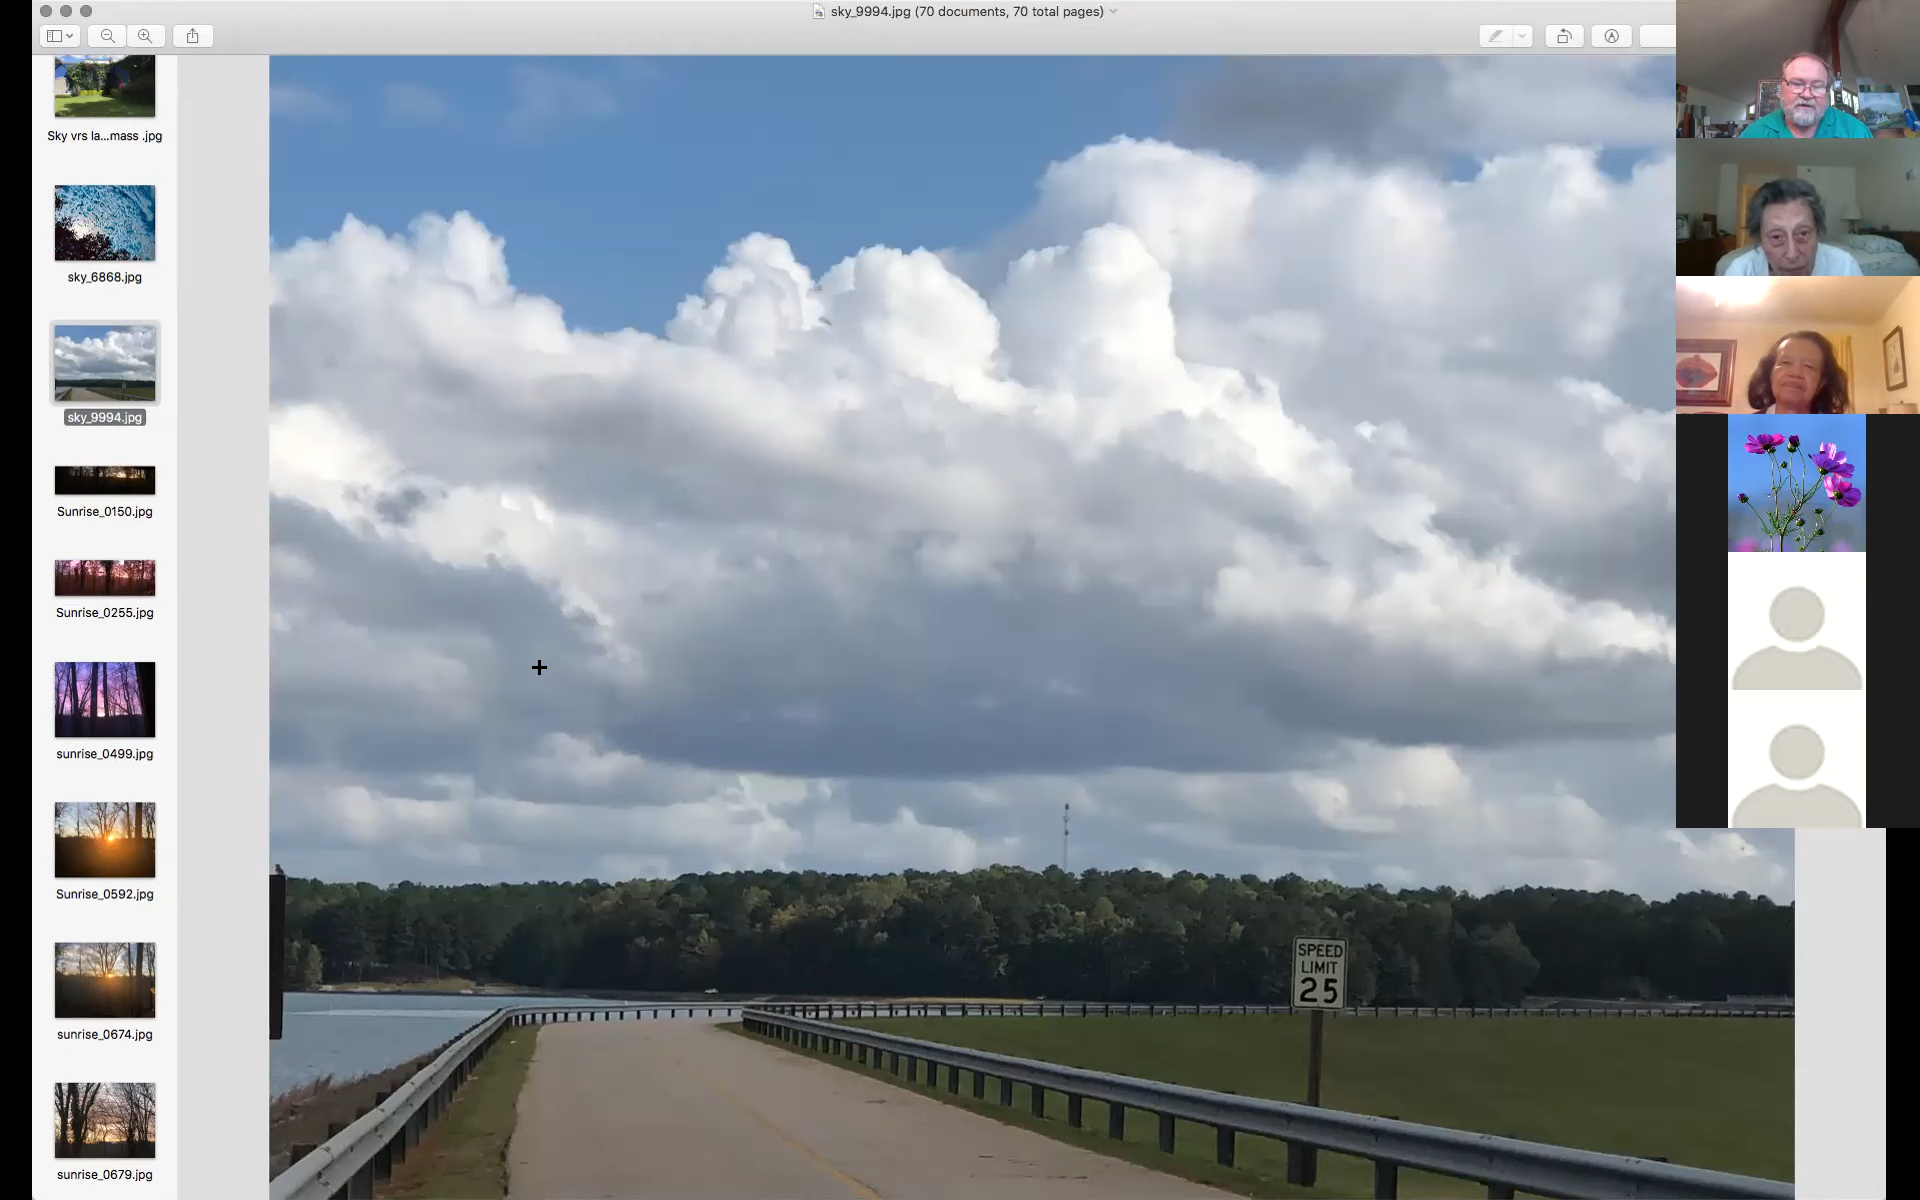 sky_9994.jpg (70 documents, 70 total pages)
Sky vrs la...mass .jpg
sky_6868.jpg
sky_9994.jpg
Sunrise_0150.jpg
Sunrise_0255.jpg
sunrise_0499.jpg
Sunrise_0592.jpg
sunrise_0674.jpg
sunrise_0679.jpg
SPEED
LIMIT
25